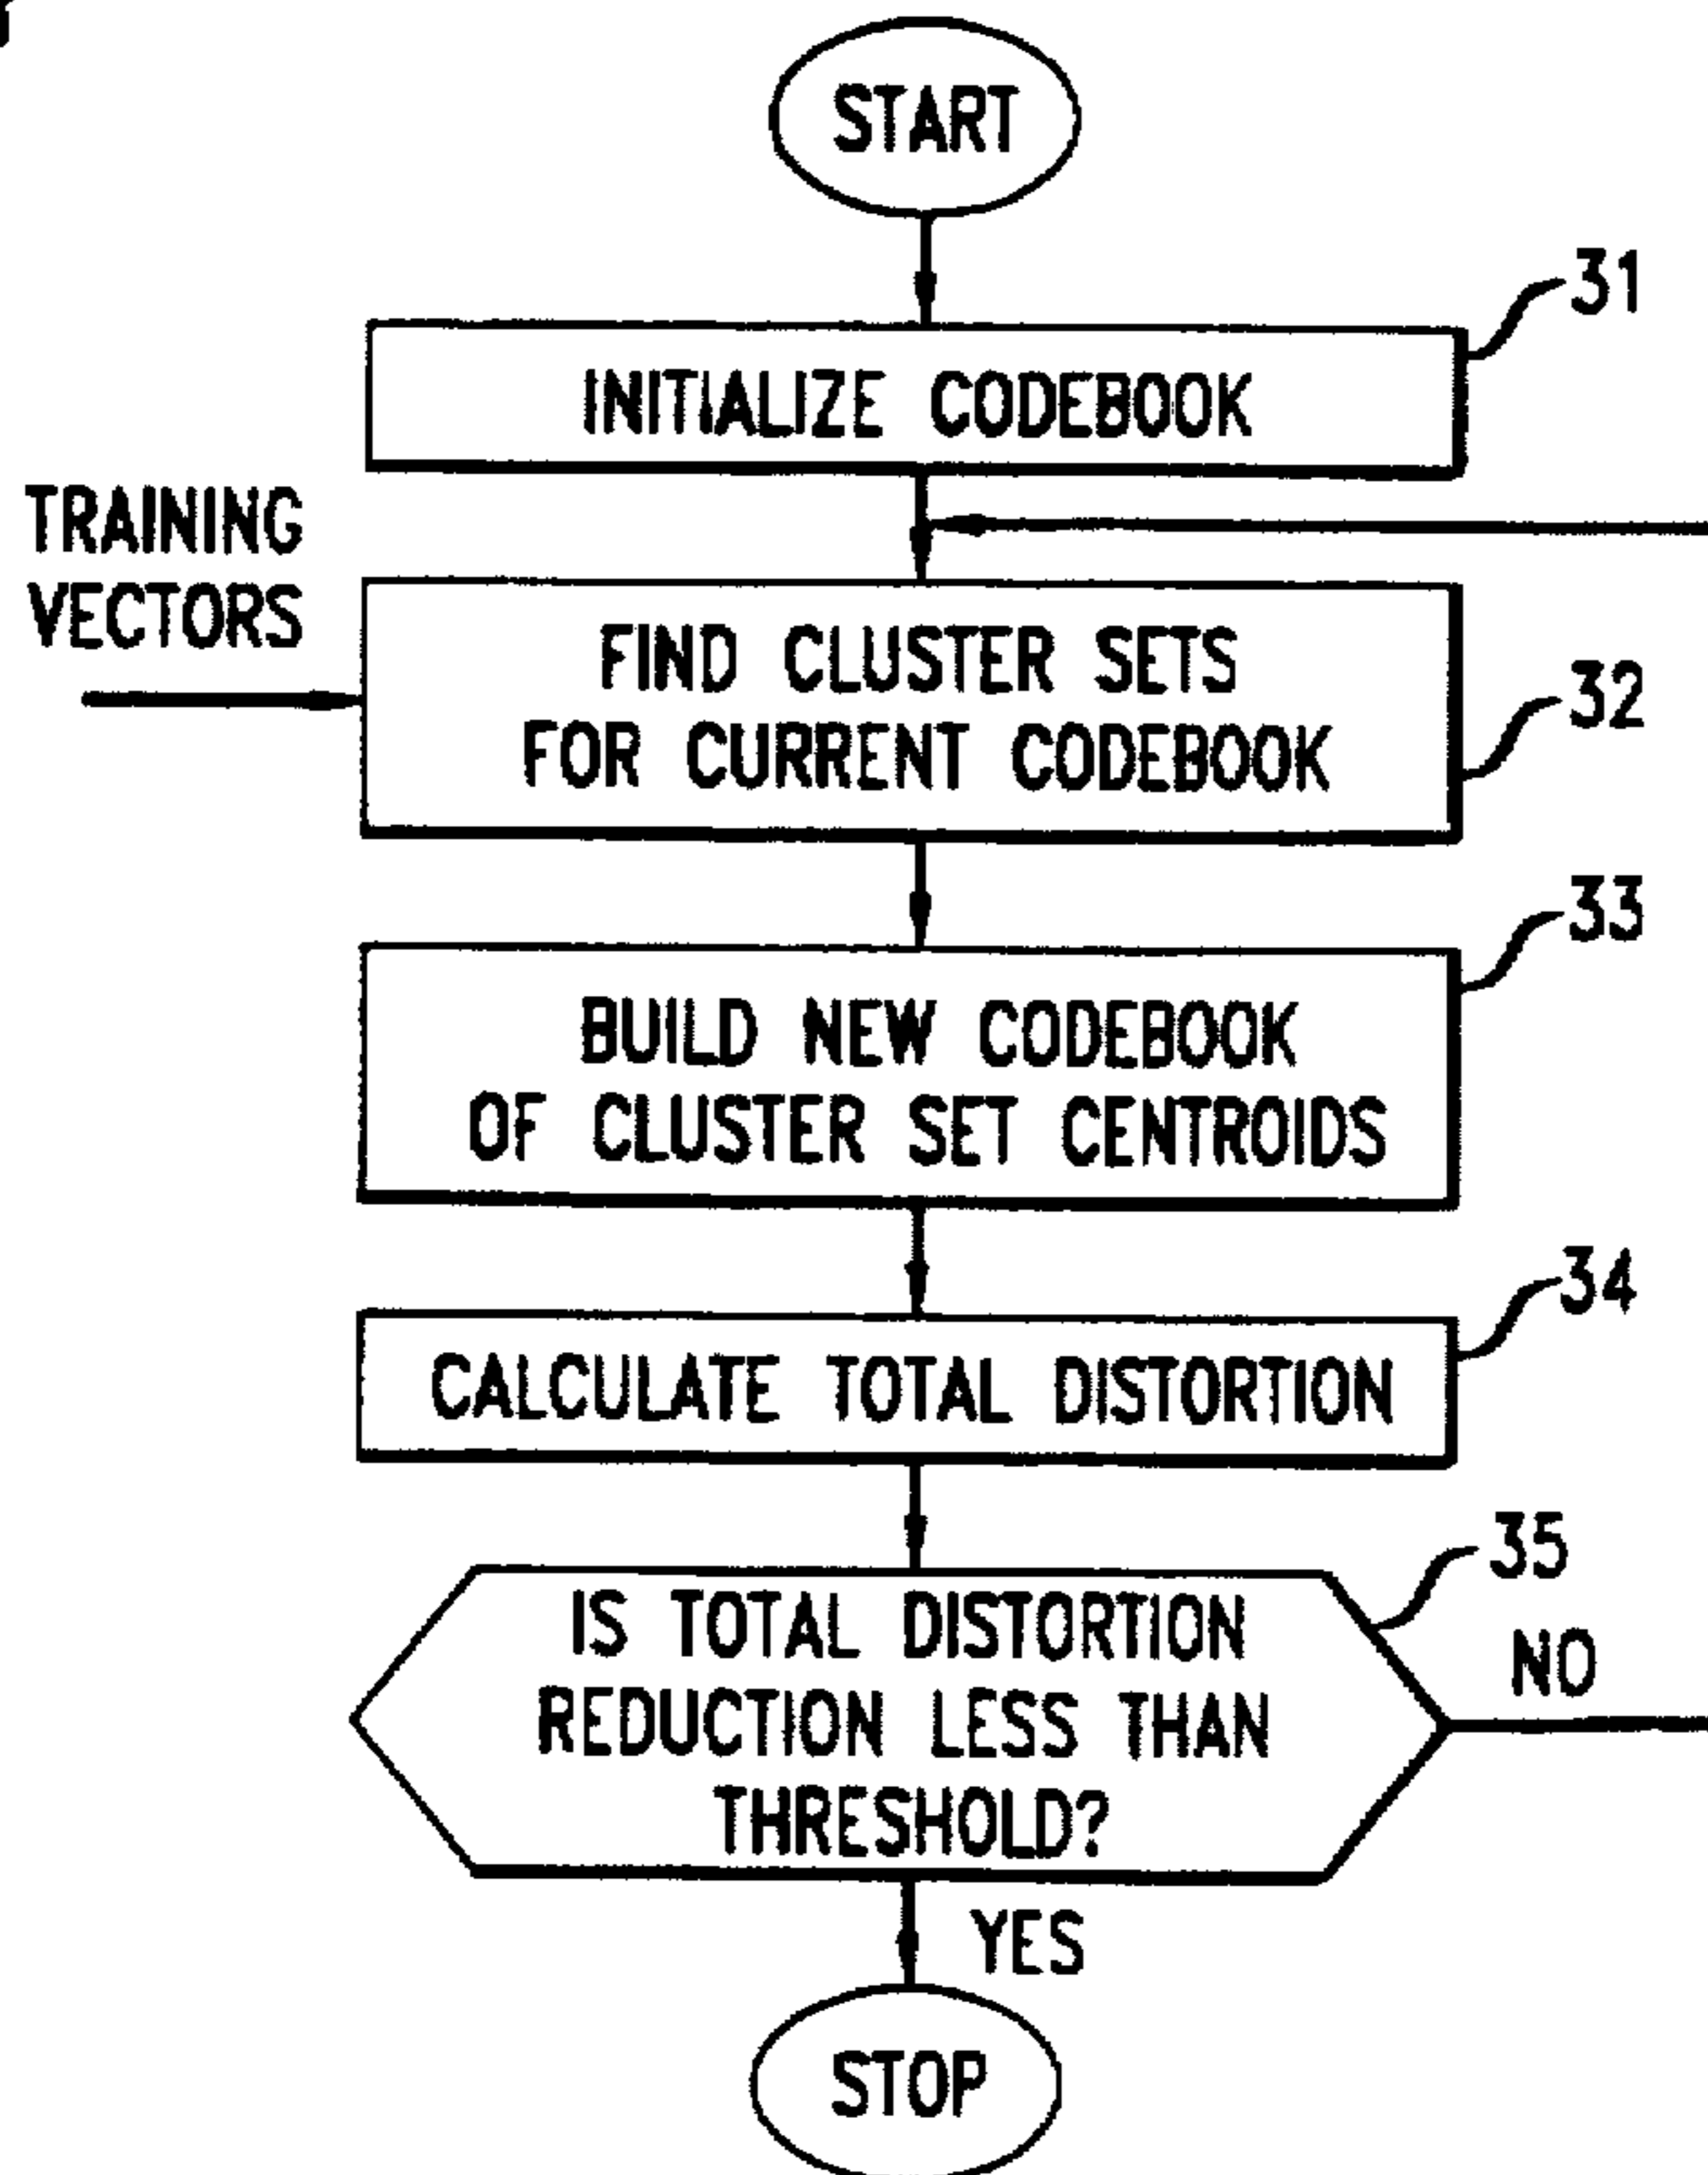 START
31
INITIALIZE CODEBOOK
TRAINING
VECTORS
FIND CLUSTER SETS
FOR CURRENT CODEBOOK
32
33
BUILD NEW CODEBOOK
OF CLUSTER SET CENTROIDS
34
CALCULATE TOTAL DISTORTION
35
IS TOTAL DISTORTION
REDUCTION LESS THAN
THRESHOLD?
NO
YES
STOP